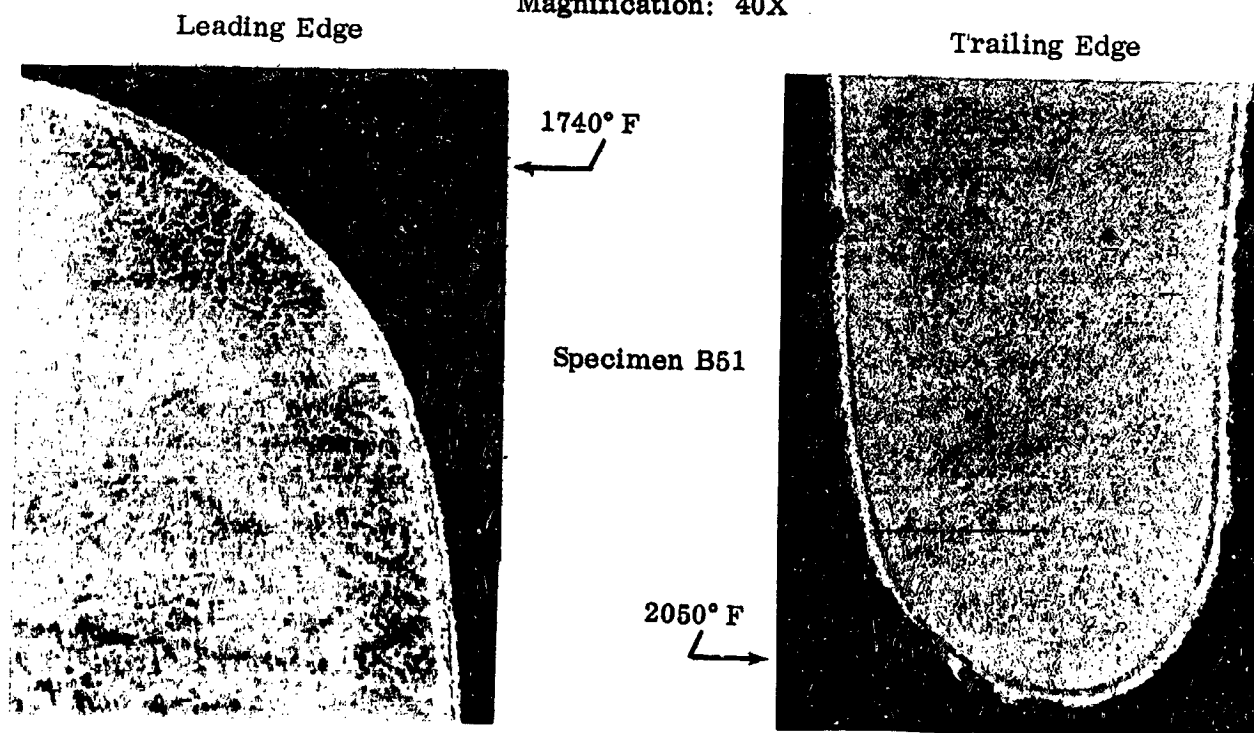 Magnification: 40X
Leading Edge
Trailing Edge
1740° F
Specimen B51
2050° F